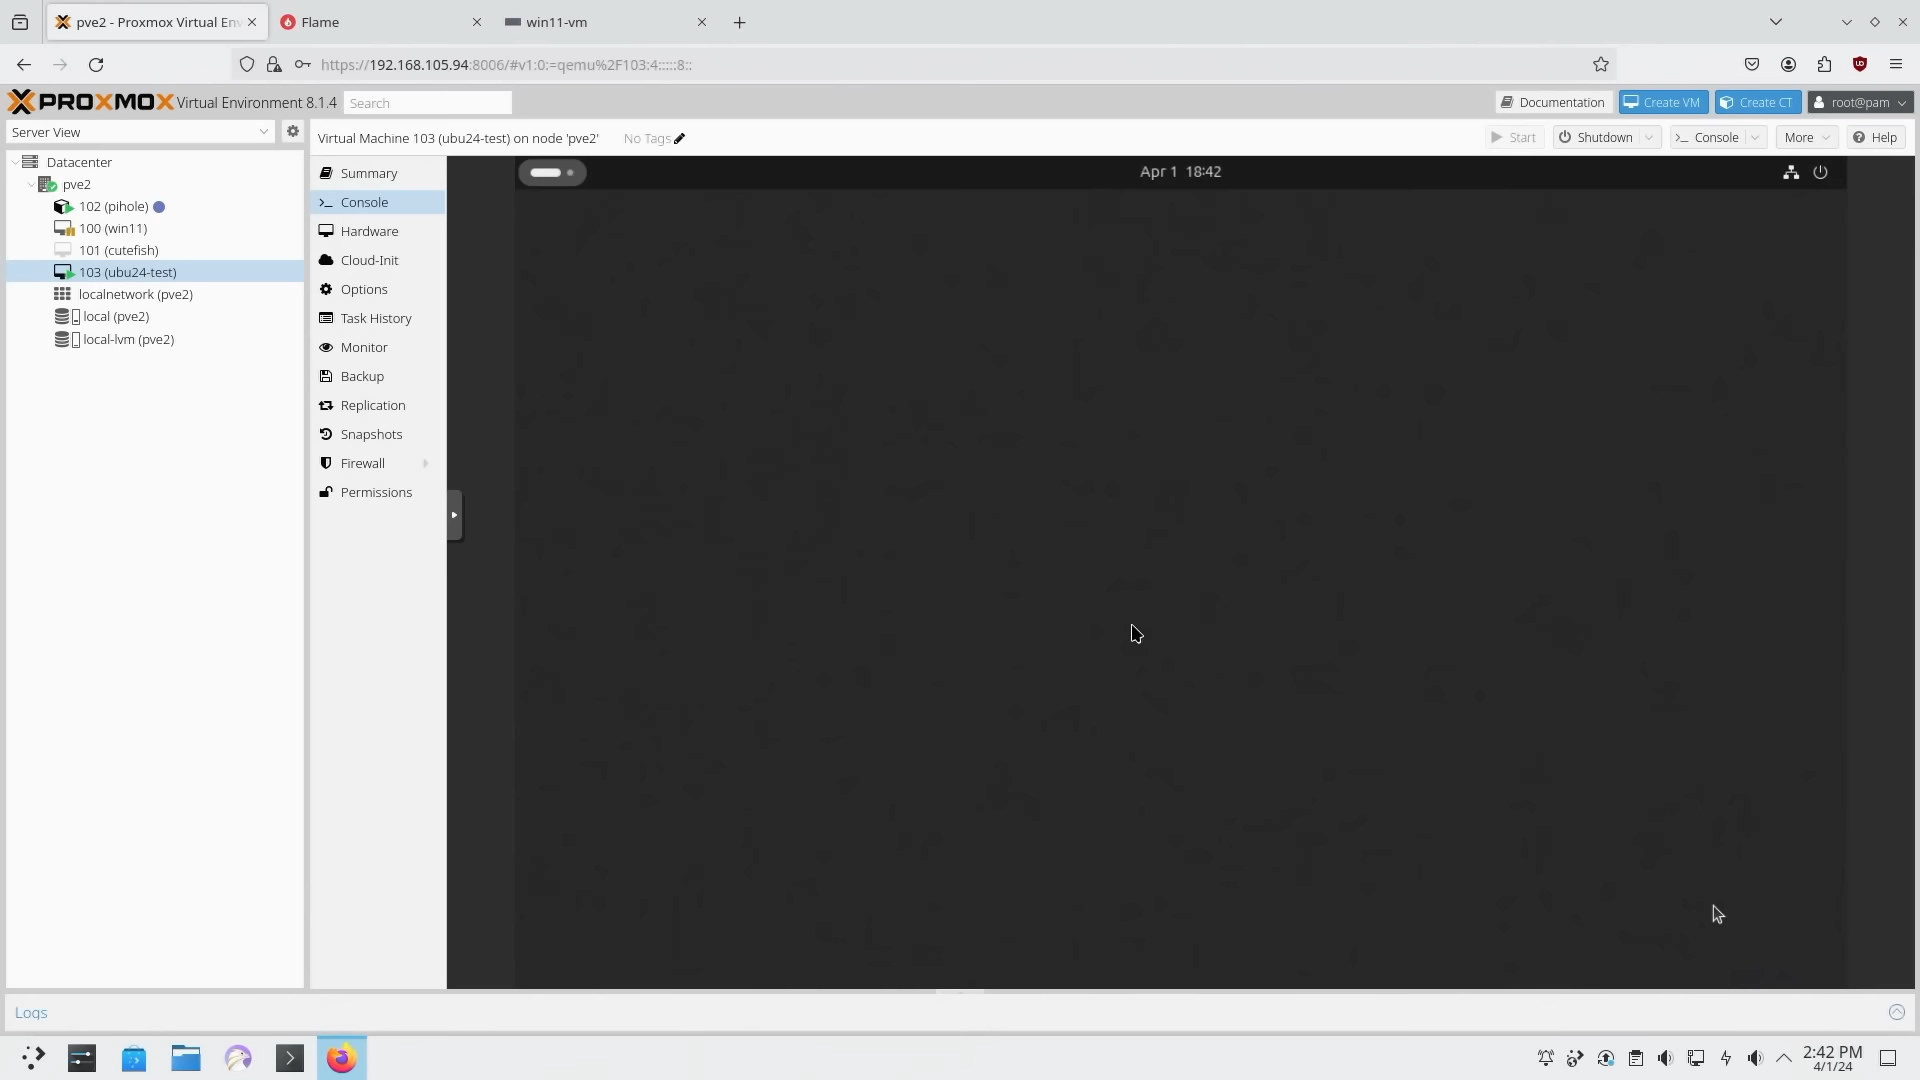 pve2 - Proxmox Virtual Env
Flame
win11-vm
https://192.168.105.94:8006/#v1:0:=qemu%2F103:4:::::8::
PROXMOX Virtual Environment 8.1.4
Search
Documentation
Create VM
Create CT
root@pam
Server View
Virtual Machine 103 (ubu24-test) on node 'pve2'
No Tags
Start
Shutdown
Console
More
Help
Datacenter
pve2
102 (pihole)
100 (win11)
101 (cutefish)
103 (ubu24-test)
localnetwork (pve2)
local (pve2)
local-lvm (pve2)
Summary
Console
Hardware
Cloud-Init
Options
Task History
Monitor
Backup
Replication
Snapshots
Firewall
Permissions
Apr 1 18:42
Logs
2:42 PM
4/1/24